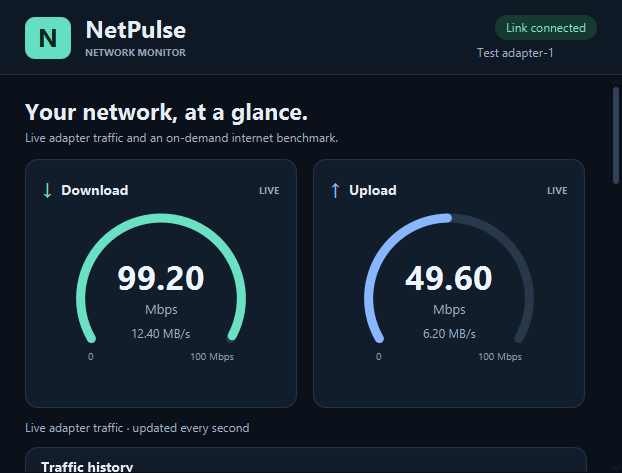 N
NetPulse
NETWORK MONITOR
Link connected
Test adapter-1
Your network, at a glance.
Live adapter traffic and an on-demand internet benchmark.
↓ Download
LIVE
99.20
Mbps
12.40 MB/s
0
100 Mbps
↑ Upload
LIVE
49.60
Mbps
6.20 MB/s
0
100 Mbps
Live adapter traffic · updated every second
Traffic history